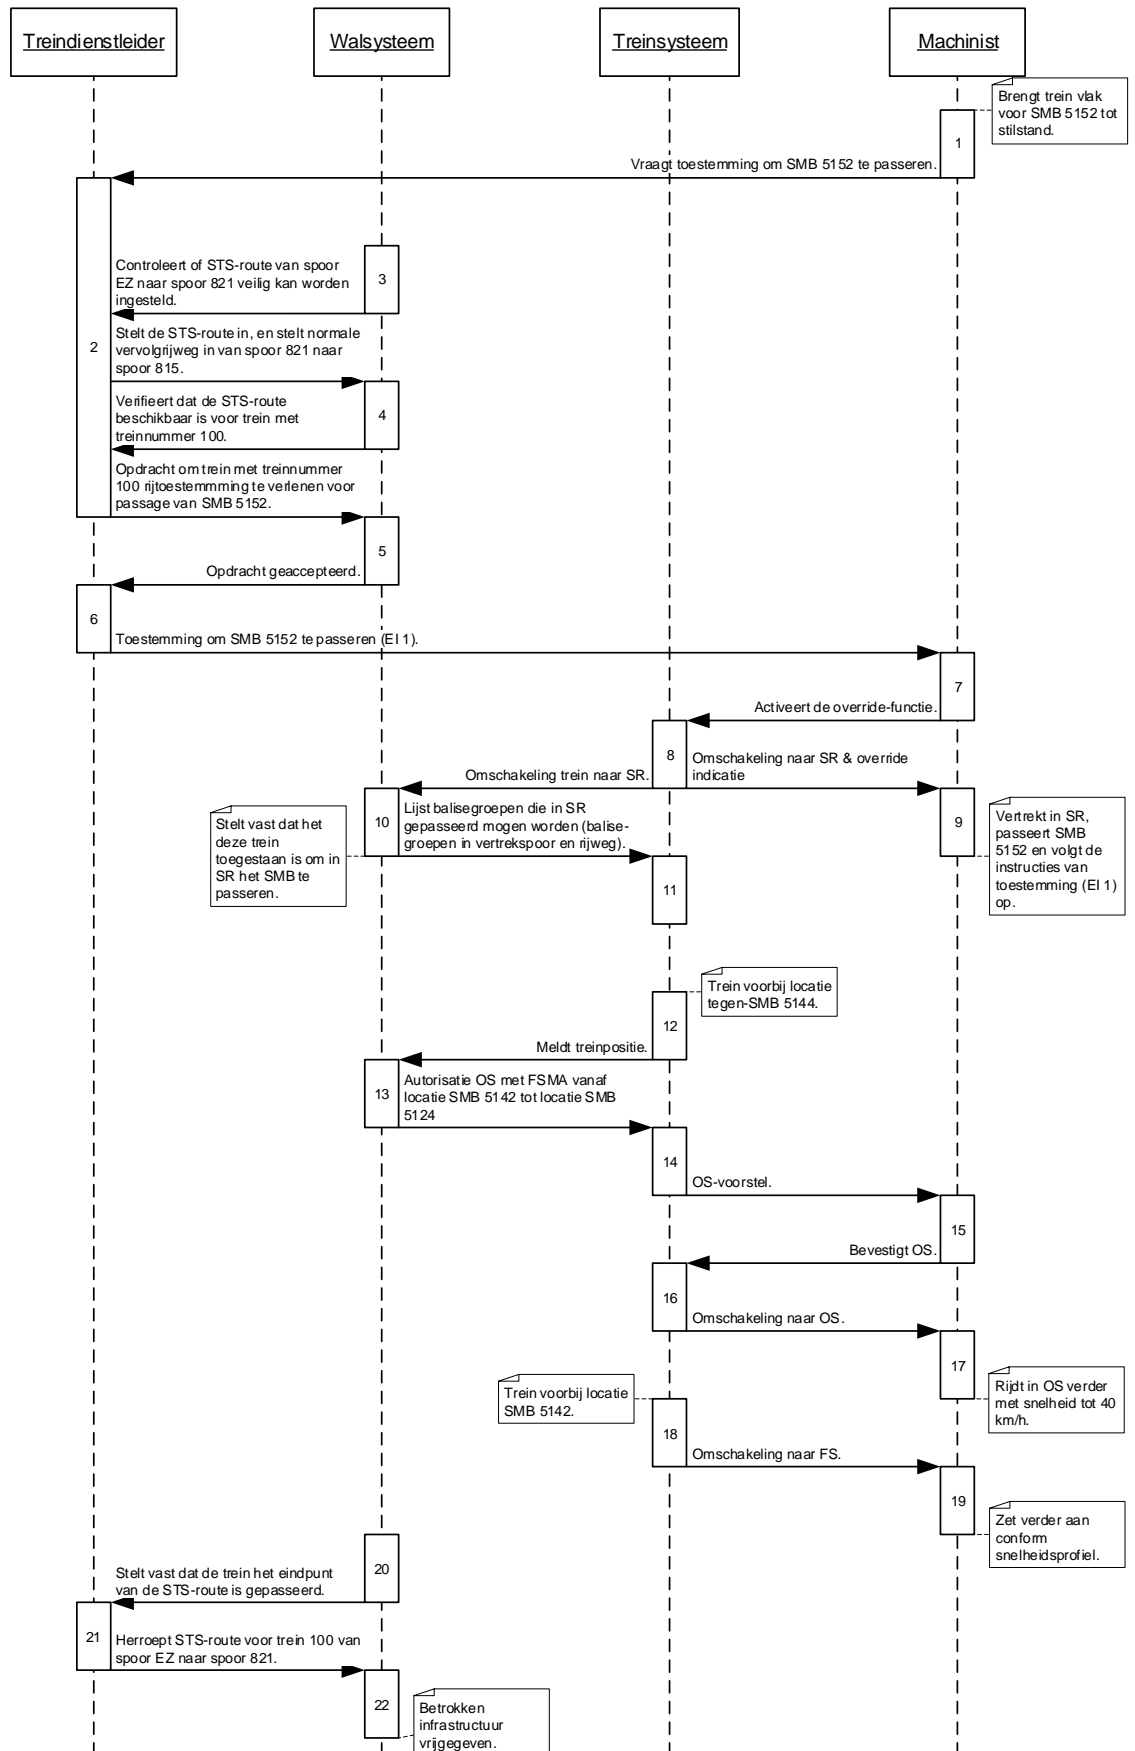 Treindienstleider
Walsysteem
Treinsysteem
Machinist
Brengt trein vlak
voor SMB 5152 tot
stilstand.
1
Vraagt toestemming om SMB 5152 te passeren.
2
3
Controleert of STS-route van spoor
EZ naar spoor 821 veilig kan worden
ingesteld.
Stelt de STS-route in, en stelt normale
vervolgrijweg in van spoor 821 naar
spoor 815.
4
Verifieert dat de STS-route
beschikbaar is voor trein met
treinnummer 100.
Opdracht om trein met treinnummer
100 rijtoestemmming te verlenen voor
passage van SMB 5152.
5
Opdracht geaccepteerd.
6
Toestemming om SMB 5152 te passeren (EI 1).
7
Activeert de override-functie.
8
Omschakeling naar SR & override
indicatie
Omschakeling trein naar SR.
9
Vertrekt in SR,
passeert SMB
5152 en volgt de
instructies van
toestemming (EI 1)
op.
10
Stelt vast dat het
deze trein
toegestaan is om in
SR het SMB te
passeren.
Lijst balisegroepen die in SR
gepasseerd mogen worden (balise-
groepen in vertrekspoor en rijweg).
11
Trein voorbij locatie
tegen-SMB 5144.
12
Meldt treinpositie.
13
Autorisatie OS met FSMA vanaf
locatie SMB 5142 tot locatie SMB
5124
14
OS-voorstel.
15
Bevestigt OS.
16
Omschakeling naar OS.
17
Rijdt in OS verder
met snelheid tot 40
km/h.
Trein voorbij locatie
SMB 5142.
18
Omschakeling naar FS.
19
Zet verder aan
conform
snelheidsprofiel.
20
Stelt vast dat de trein het eindpunt
van de STS-route is gepasseerd.
21
Herroept STS-route voor trein 100 van
spoor EZ naar spoor 821.
22
Betrokken
infrastructuur
vrijgegeven.